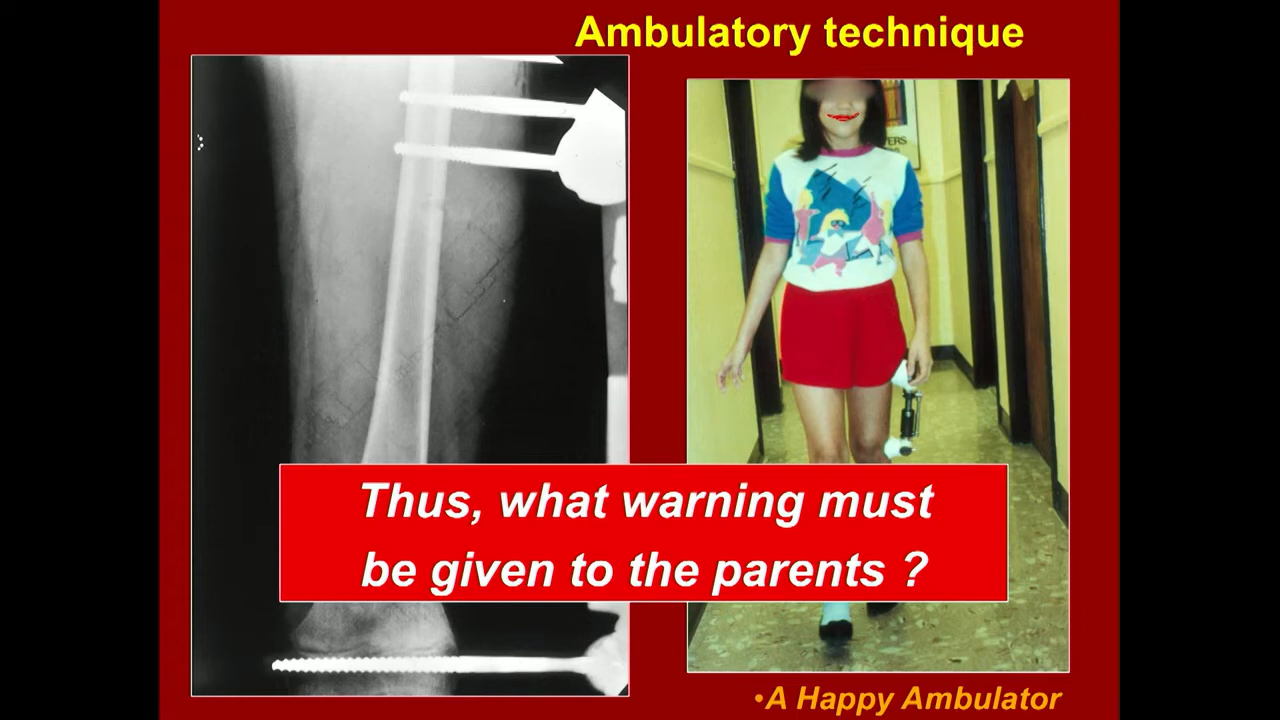 Ambulatory technique
Thus, what warning must
be given to the parents ?
•A Happy Ambulator